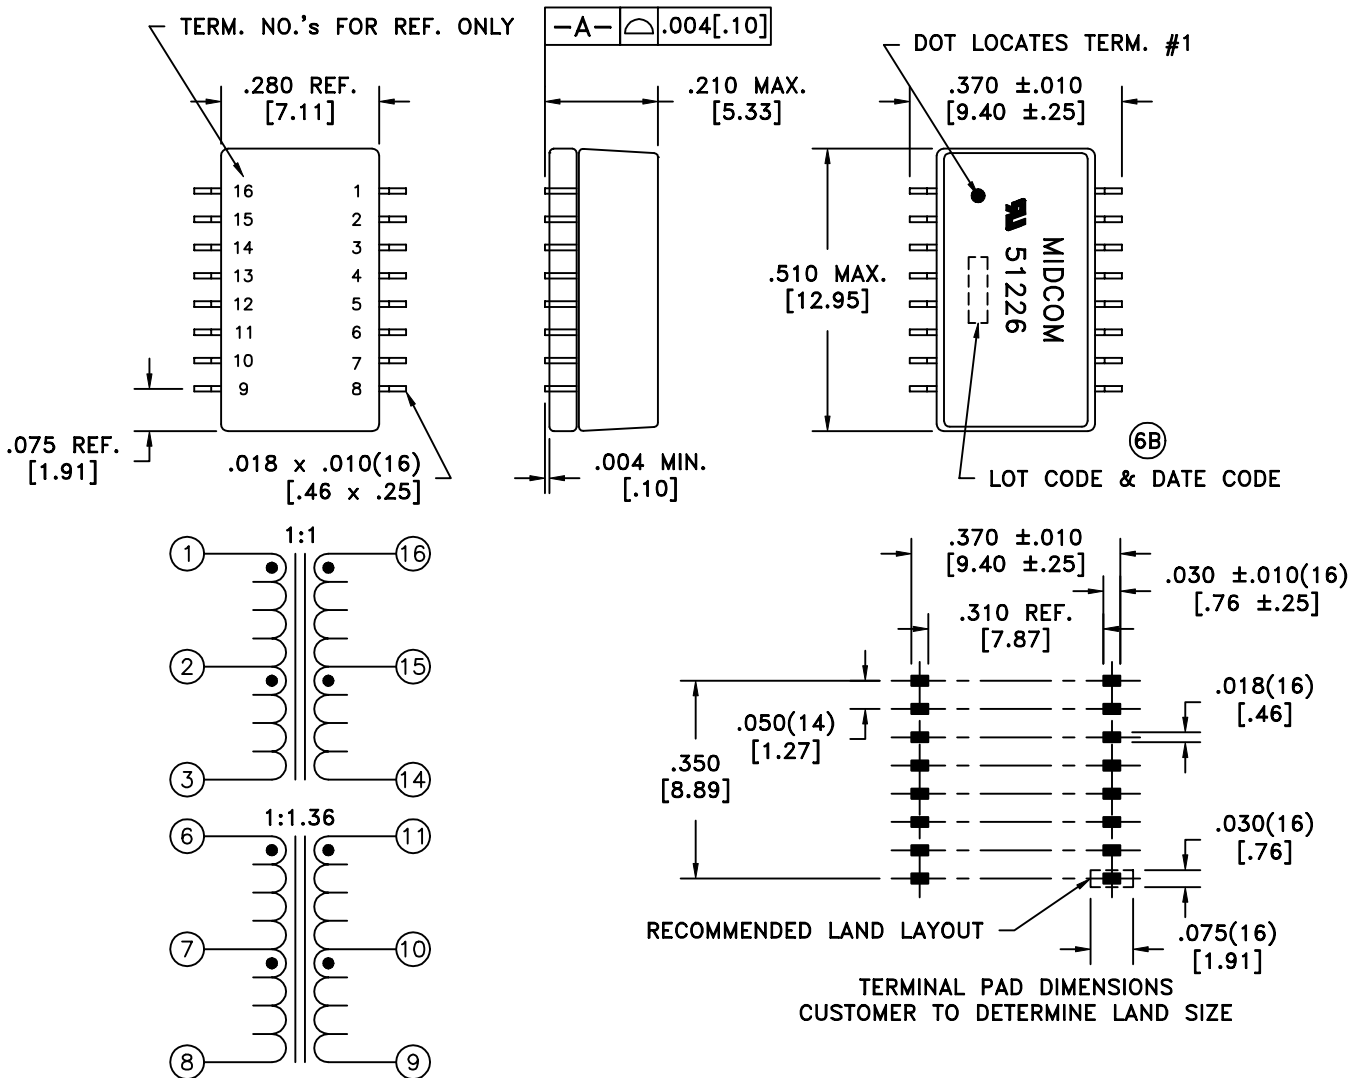 TERM. NO.'s FOR REF. ONLY
-A- .004[.10]
DOT LOCATES TERM. #1
.280 REF.
[7.11]
.210 MAX.
[5.33]
.370 ±.010
[9.40 ±.25]
16 1
15 2
14 3
13 4
12 5
11 6
10 7
9 8
.075 REF.
[1.91]
.018 x .010(16)
[.46 x .25]
.004 MIN.
[.10]
.510 MAX.
[12.95]
MIDCOM
51226
6B
LOT CODE & DATE CODE
1:1
1 16
2 15
3 14
1:1.36
6 11
7 10
8 9
.370 ±.010
[9.40 ±.25]
.030 ±.010(16)
[.76 ±.25]
.310 REF.
[7.87]
.018(16)
[.46]
.050(14)
[1.27]
.350
[8.89]
.030(16)
[.76]
RECOMMENDED LAND LAYOUT
.075(16)
[1.91]
TERMINAL PAD DIMENSIONS
CUSTOMER TO DETERMINE LAND SIZE